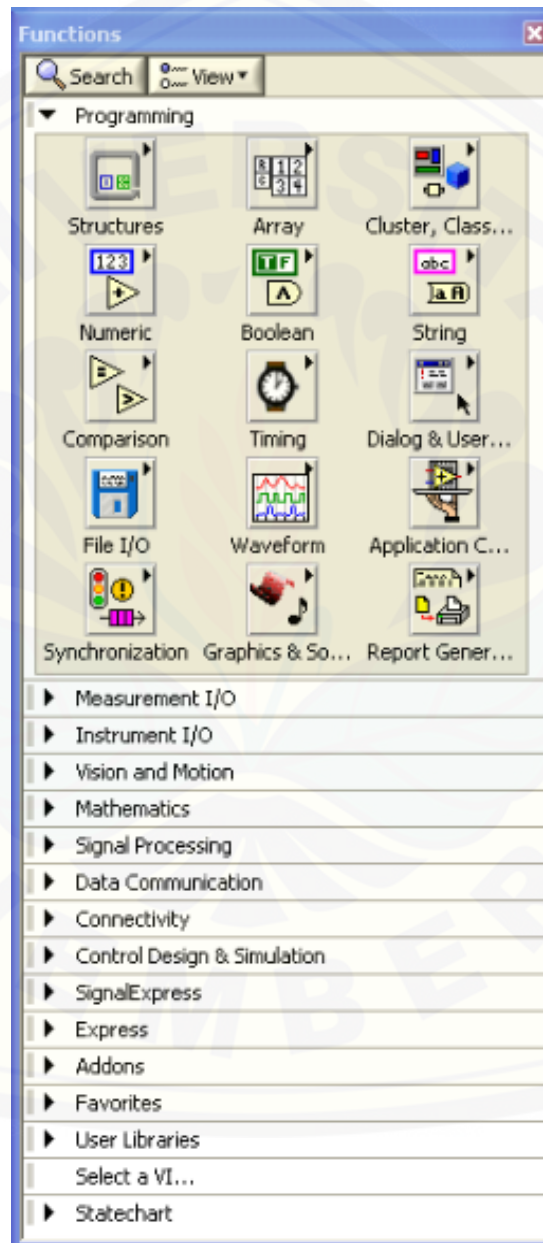 Functions
Search View
Programming
Structures Array Cluster, Class...
123 TF abc
Numeric Boolean String
Comparison Timing Dialog & User...
File I/O Waveform Application C...
Synchronization Graphics & So... Report Gener...
Measurement I/O
Instrument I/O
Vision and Motion
Mathematics
Signal Processing
Data Communication
Connectivity
Control Design & Simulation
SignalExpress
Express
Addons
Favorites
User Libraries
Select a VI...
Statechart